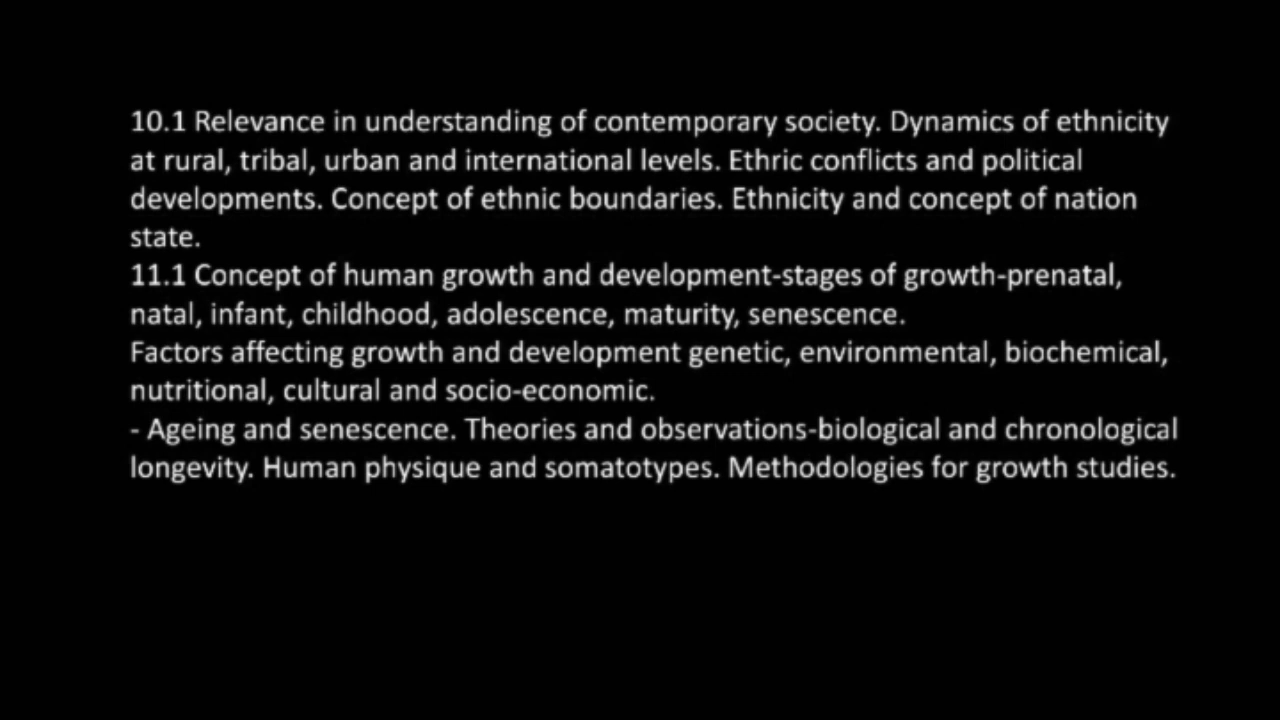 10.1 Relevance in understanding of contemporary society. Dynamics of ethnicity
at rural, tribal, urban and international levels. Ethric conflicts and political
developments. Concept of ethnic boundaries. Ethnicity and concept of nation
state.
11.1 Concept of human growth and development-stages of growth-prenatal,
natal, infant, childhood, adolescence, maturity, senescence.
Factors affecting growth and development genetic, environmental, biochemical,
nutritional, cultural and socio-economic.
- Ageing and senescence. Theories and observations-biological and chronological
longevity. Human physique and somatotypes. Methodologies for growth studies.